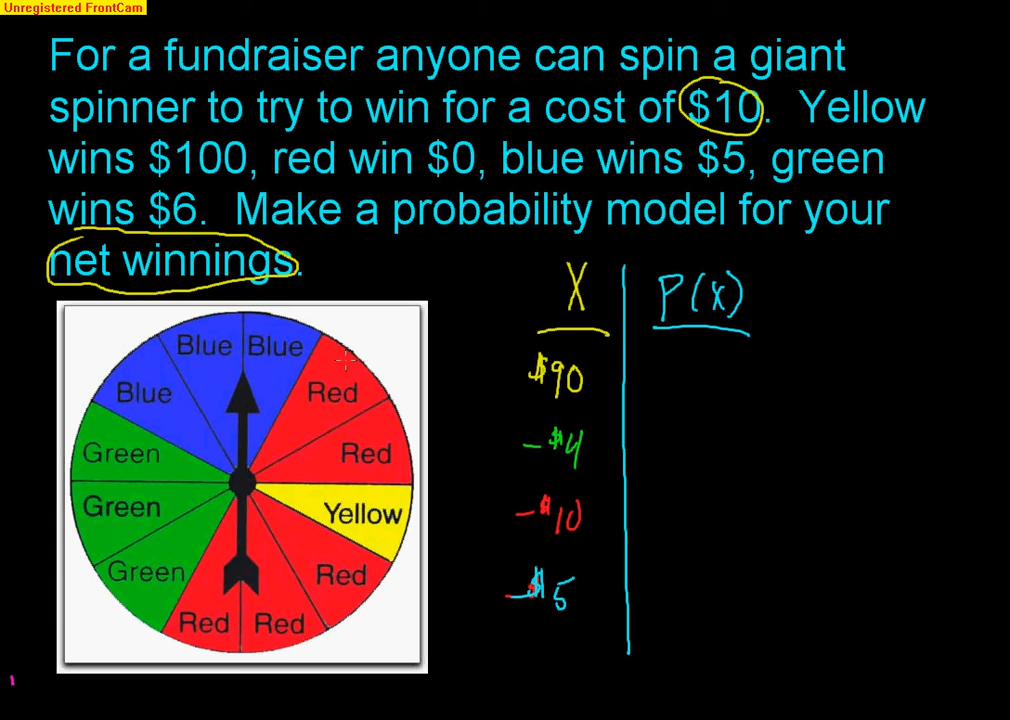 Unregistered FrontCam
For a fundraiser anyone can spin a giant
spinner to try to win for a cost of $10. Yellow
wins $100, red win $0, blue wins $5, green
wins $6. Make a probability model for your
net winnings.
X P(x)
$90
-$4
-$10
-$5
Blue Blue
Blue Red
Green Red
Green Yellow
Green Red
Red Red